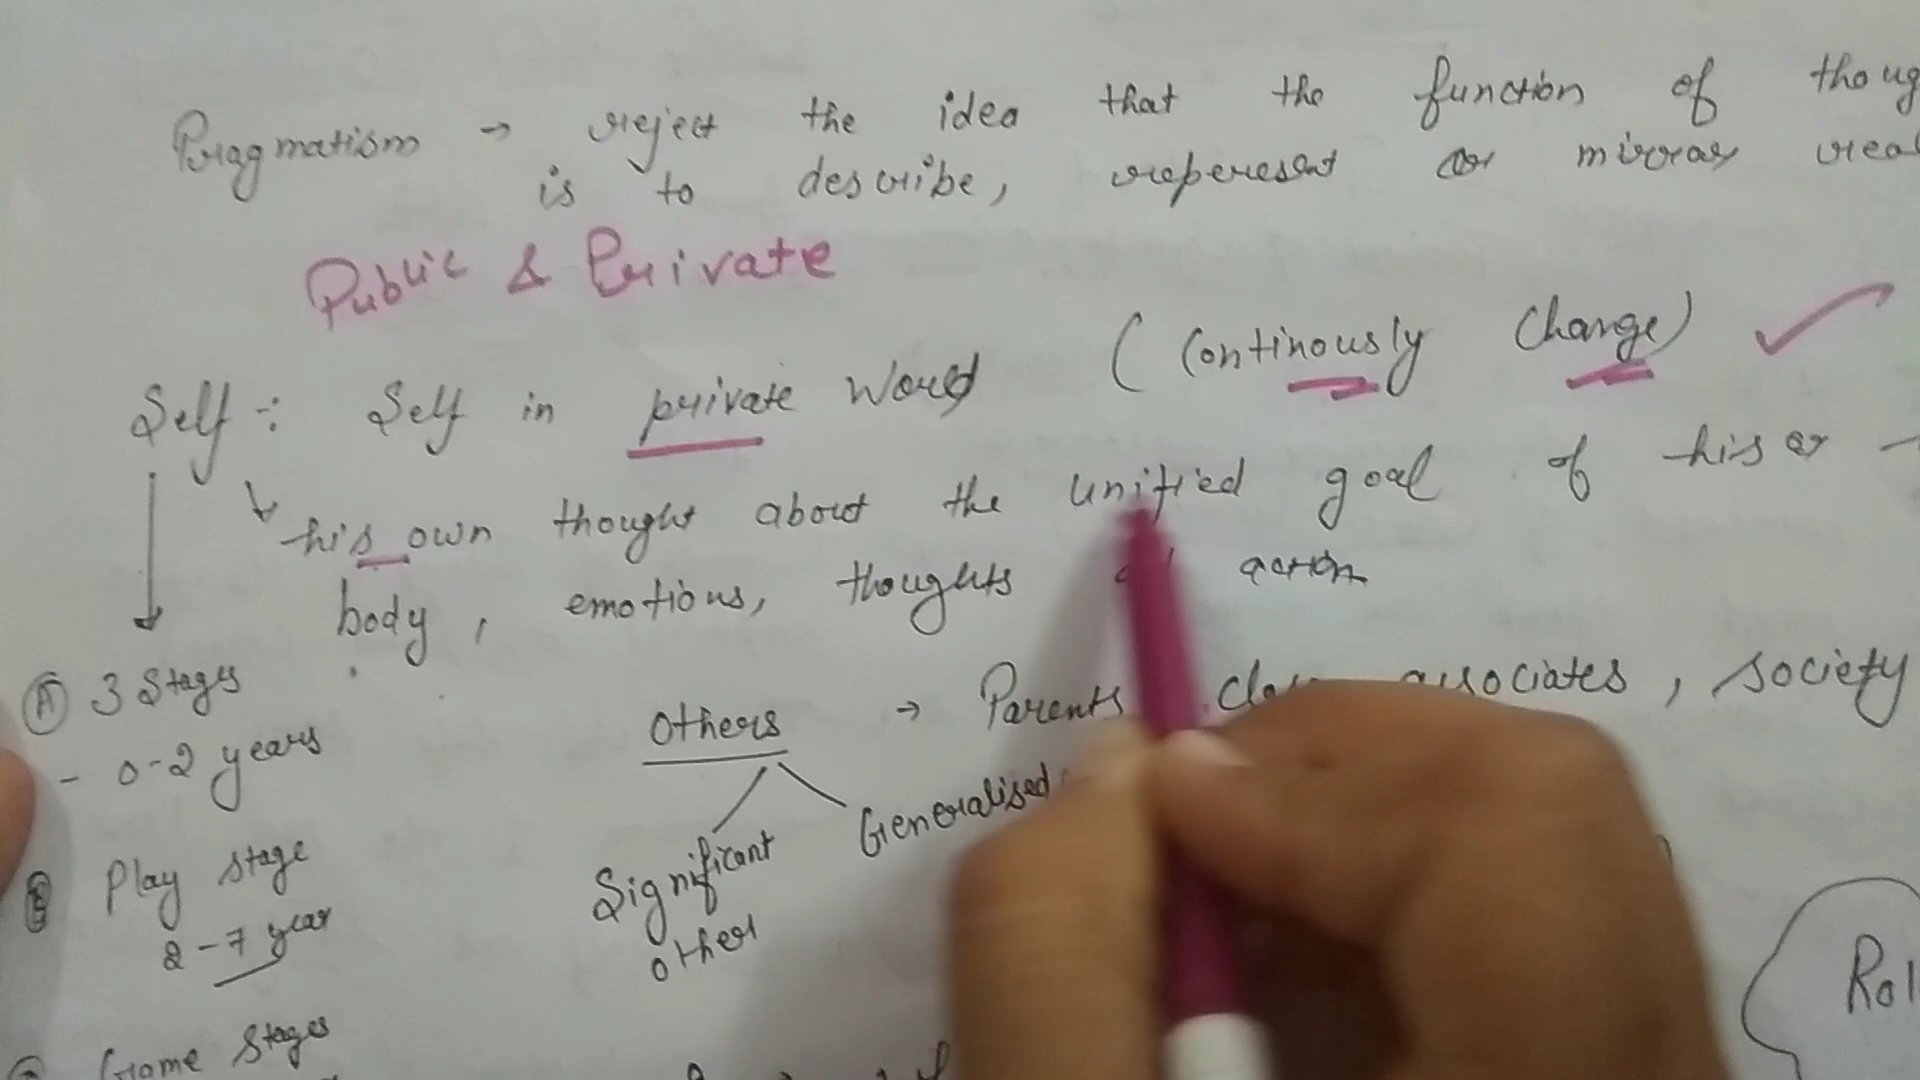 Pragmatism → reject the idea that the function of thoug
is to describe, reperesent or mirror real
Public & Private
Self :- Self in private World (Continously Change) ✓
his own thought about the unified goal of his or
body, emotions, thoughts action
(A) 3 Stages
- 0-2 years
Others → Parents, associates, society
Significant other
Generalised
(B) Play stage
2-7 year
Rol
Game Stages